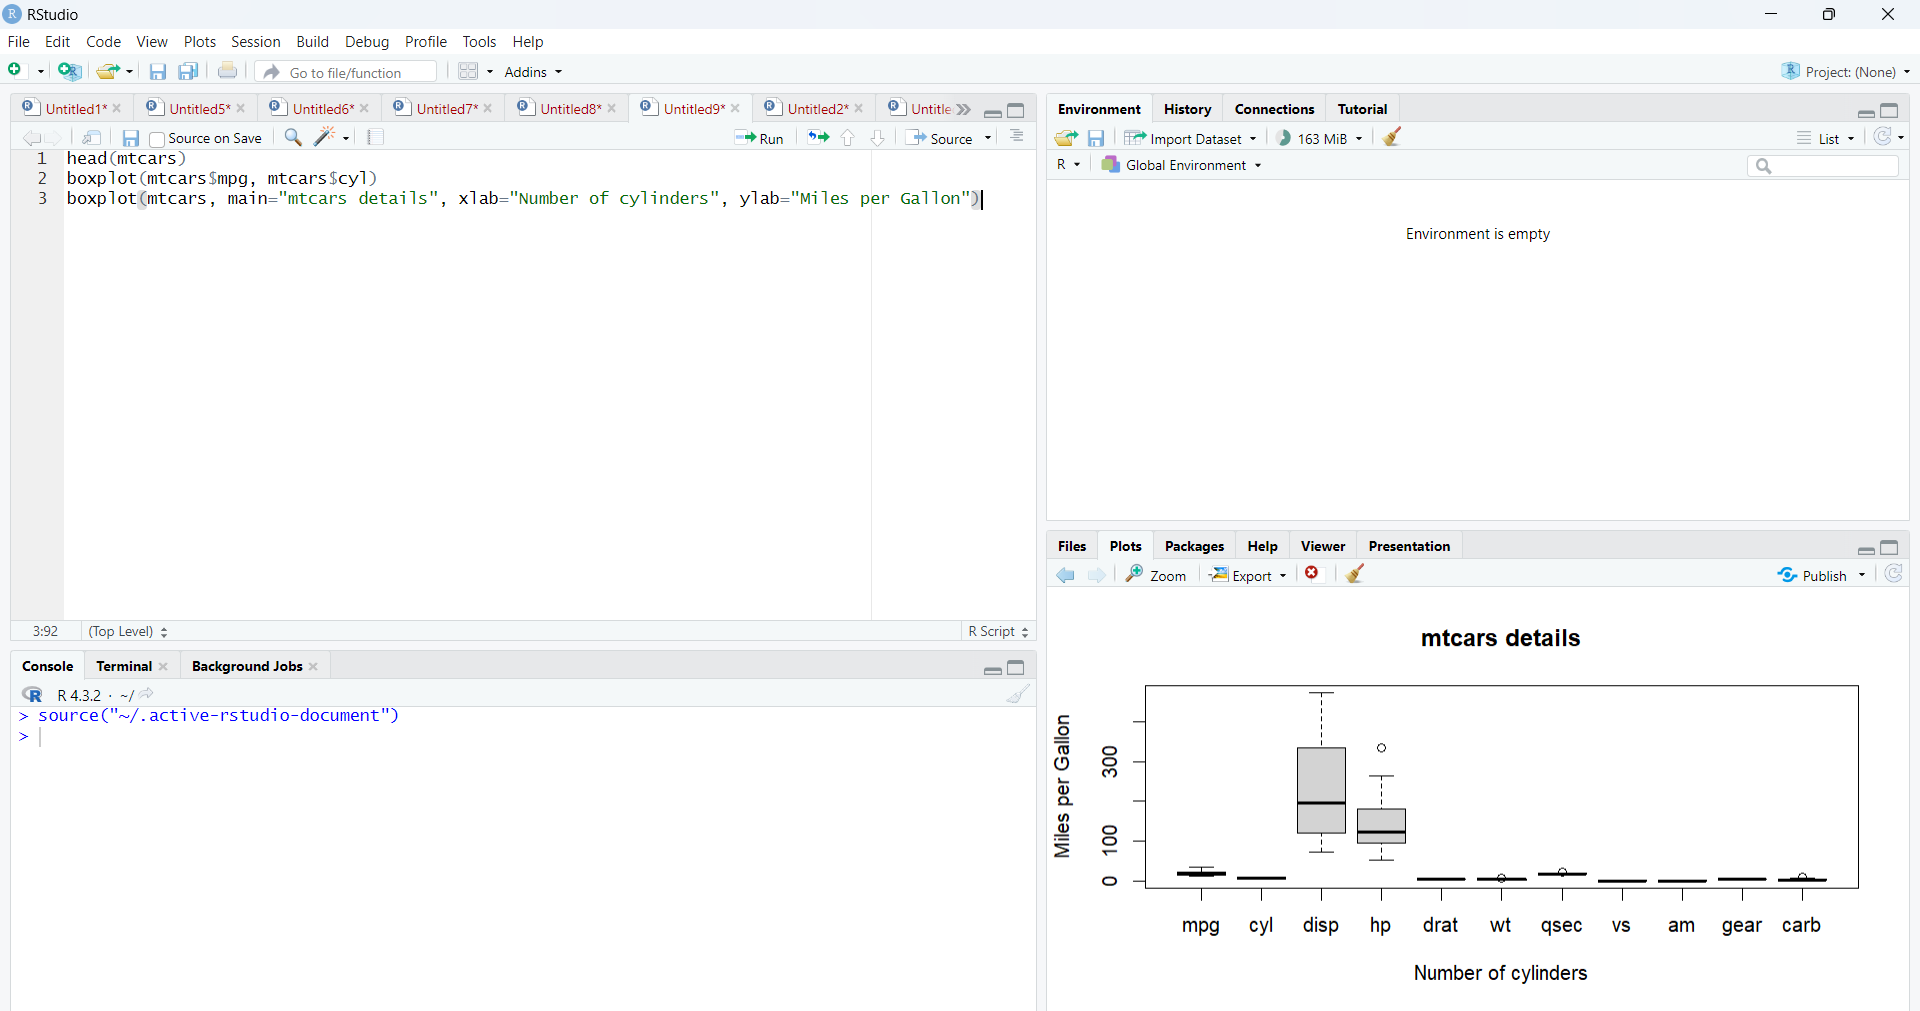 RStudio
File Edit Code View Plots Session Build Debug Profile Tools Help
Go to file/function Addins Project: (None)
Untitled1* Untitled5* Untitled6* Untitled7* Untitled8* Untitled9* Untitled2* Untitle
Source on Save Run Source
1 head(mtcars)
2 boxplot(mtcars$mpg, mtcars$cyl)
3 boxplot(mtcars, main="mtcars details", xlab="Number of cylinders", ylab="Miles per Gallon")
3:92 (Top Level) R Script
Console Terminal Background Jobs
R 4.3.2 · ~/
> source("~/.active-rstudio-document")
>
Environment History Connections Tutorial
Import Dataset 163 MiB List
R Global Environment
Environment is empty
Files Plots Packages Help Viewer Presentation
Zoom Export Publish
mtcars details
Miles per Gallon
300
100
0
mpg cyl disp hp drat wt qsec vs am gear carb
Number of cylinders